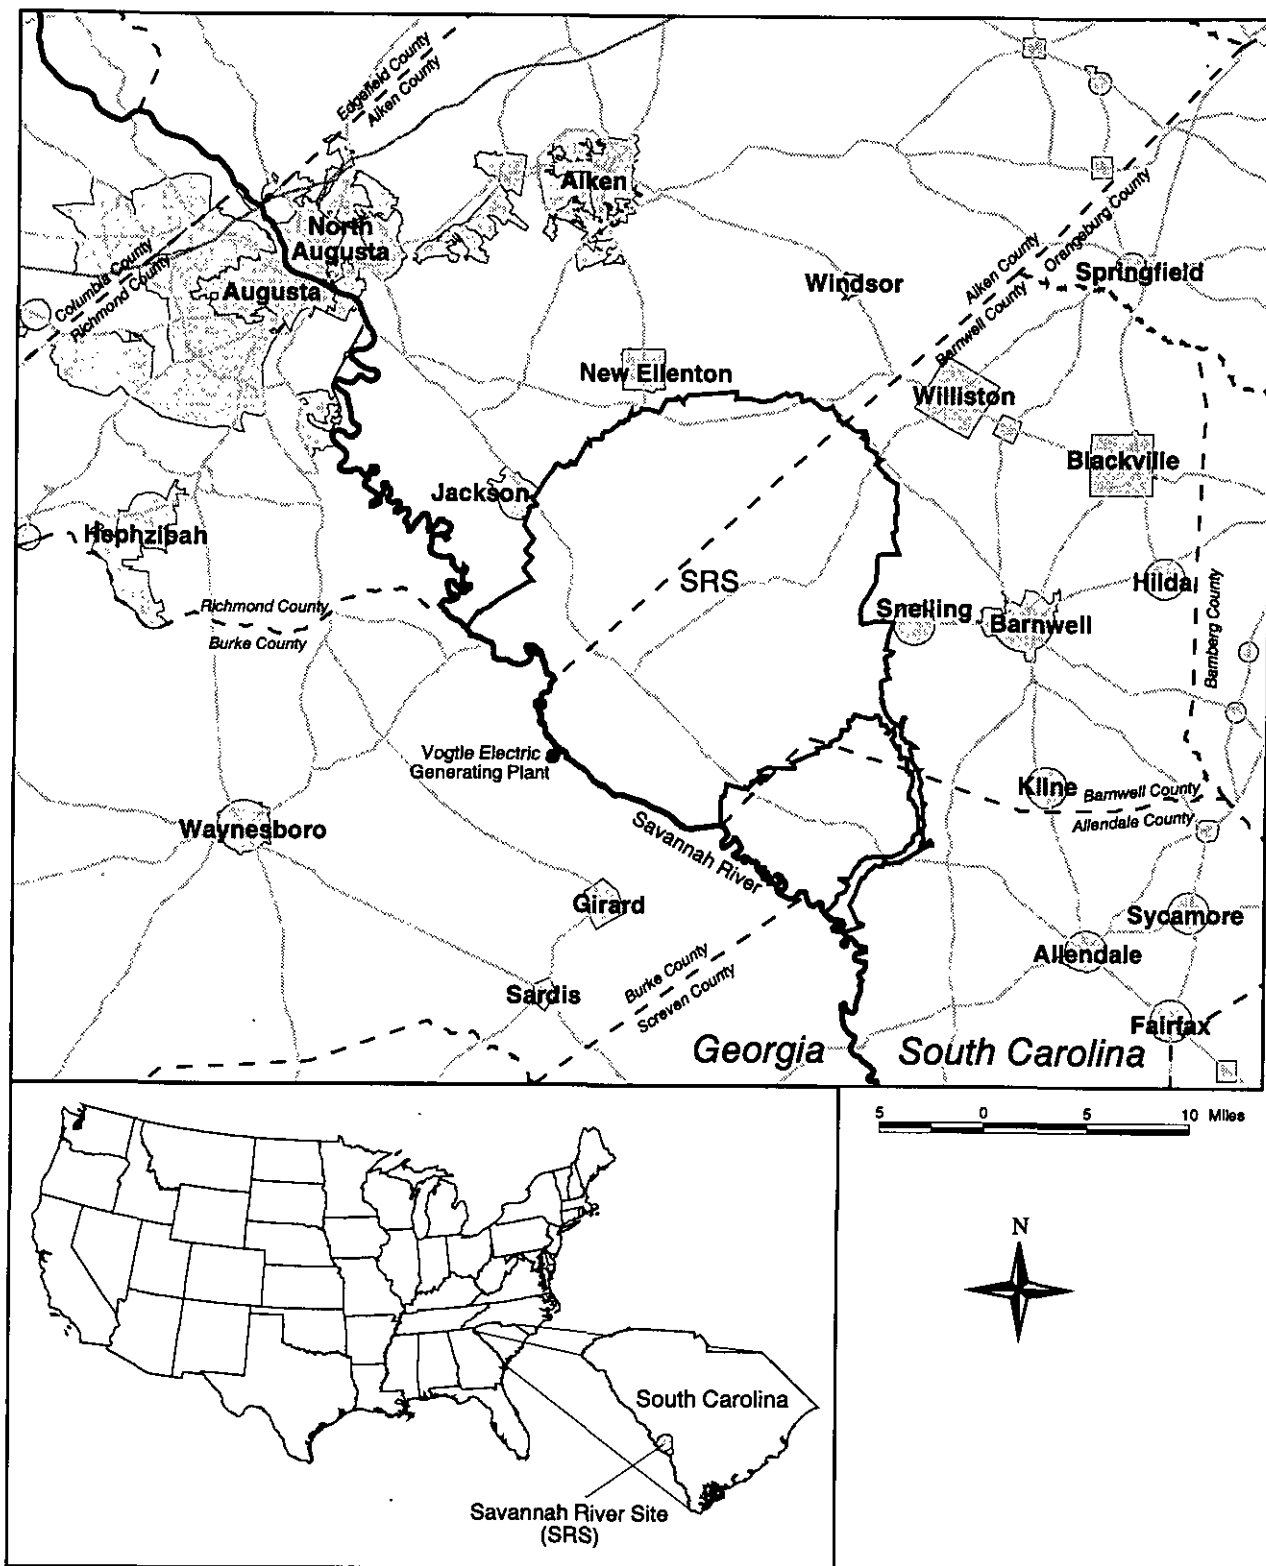 Edgefield County
Aiken County
Aiken
North
Augusta
Augusta
Columbia County
Richmond County
Windsor
Aiken County
Orangeburg County
Barnwell County
Springfield
New Ellenton
Williston
Blackville
Jackson
Hephzibah
SRS
Hilda
Snelling
Barnwell
Bamberg County
Richmond County
Burke County
Vogtle Electric
Generating Plant
Kline
Barnwell County
Allendale County
Waynesboro
Savannah River
Girard
Sycamore
Allendale
Burke County
Screven County
Sardis
Fairfax
Georgia
South Carolina
5 0 5 10 Miles
N
South Carolina
Savannah River Site
(SRS)